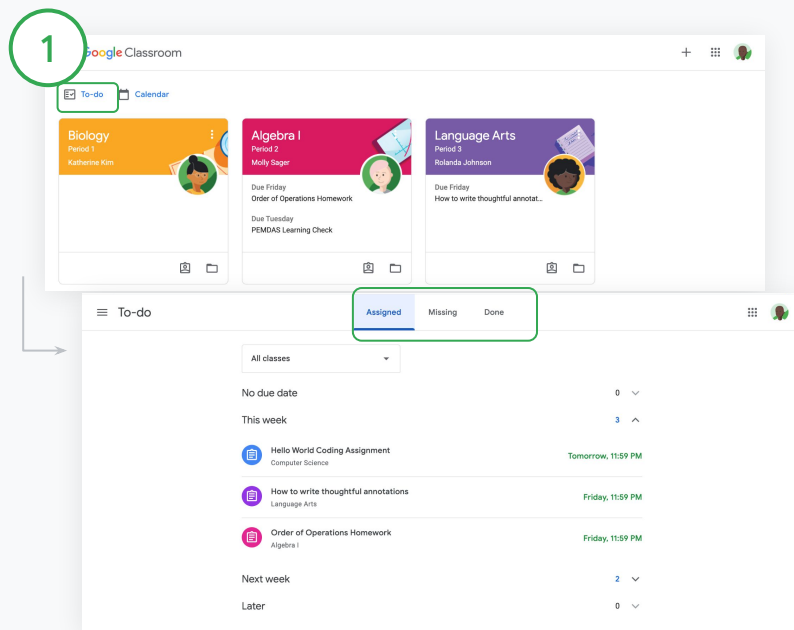 1
Google Classroom
To-do
Calendar
Biology
Period 1
Katherine Kim
Algebra I
Period 2
Molly Sager
Due Friday
Order of Operations Homework
Due Tuesday
PEMDAS Learning Check
Language Arts
Period 3
Rolanda Johnson
Due Friday
How to write thoughtful annotat...
To-do
Assigned
Missing
Done
All classes
No due date 0
This week 3
Hello World Coding Assignment
Computer Science
Tomorrow, 11:59 PM
How to write thoughtful annotations
Language Arts
Friday, 11:59 PM
Order of Operations Homework
Algebra I
Friday, 11:59 PM
Next week 2
Later 0